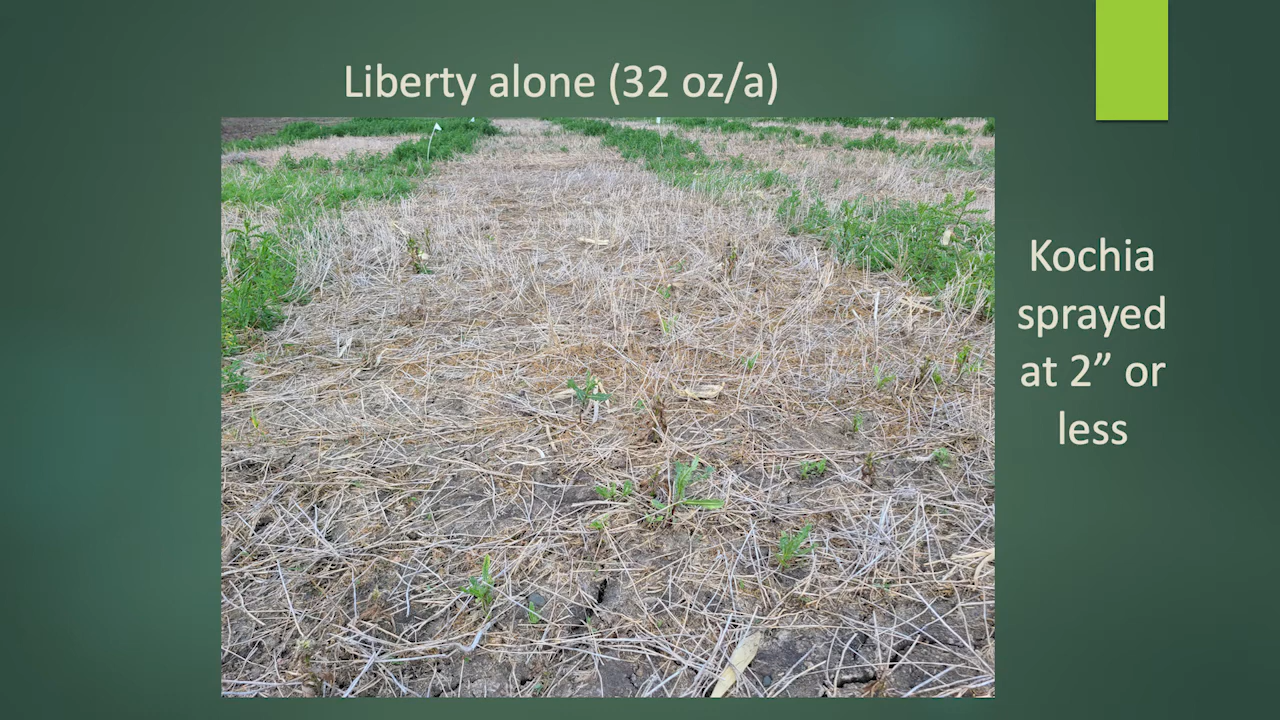 Liberty alone (32 oz/a)
Kochia
sprayed
at 2” or
less